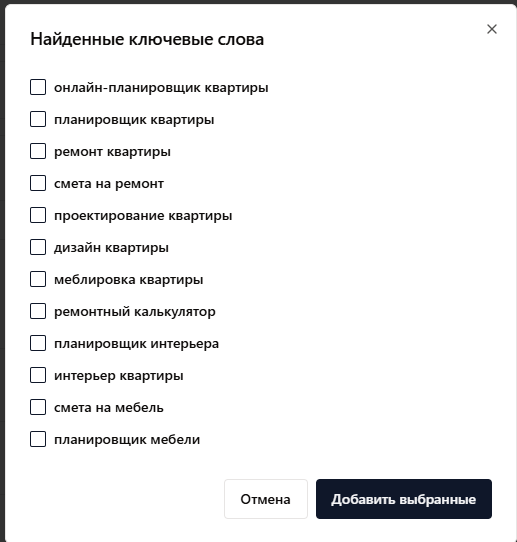 Найденные ключевые слова
онлайн-планировщик квартиры
планировщик квартиры
ремонт квартиры
смета на ремонт
проектирование квартиры
дизайн квартиры
меблировка квартиры
ремонтный калькулятор
планировщик интерьера
интерьер квартиры
смета на мебель
планировщик мебели
Отмена
Добавить выбранные